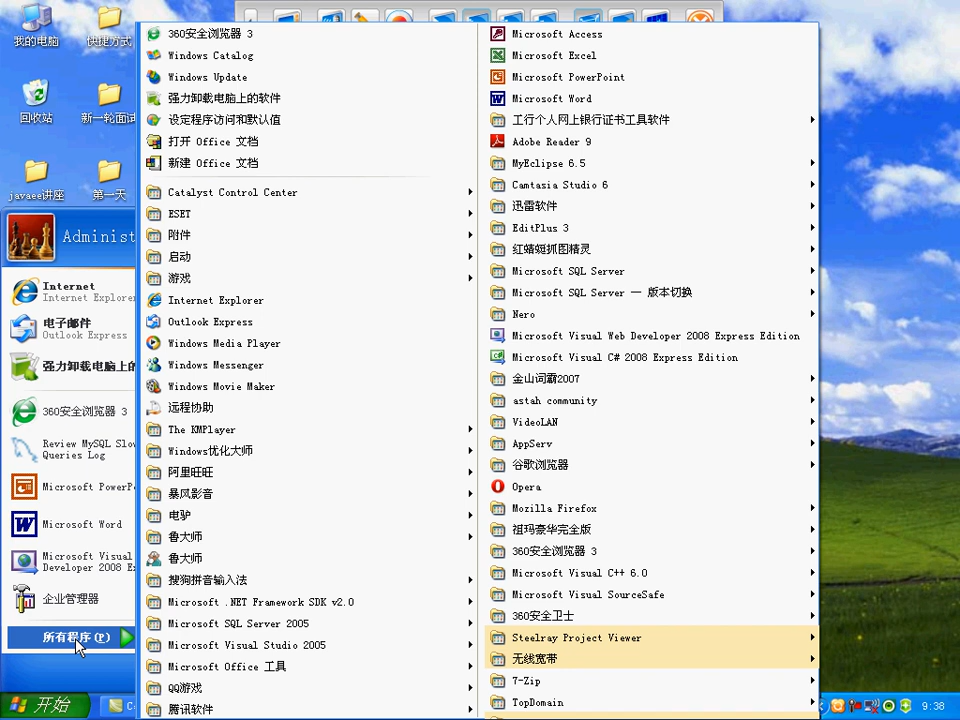 我的电脑
快捷方式
回收站
新一轮面试
javaee讲座
第一天
Administ
Internet
Internet Explorer
电子邮件
Outlook Express
强力卸载电脑上的
360安全浏览器 3
Review MySQL Slow
Queries Log
Microsoft PowerP
Microsoft Word
Microsoft Visual
Developer 2008 E
企业管理器
所有程序(P)
开始
360安全浏览器 3
Windows Catalog
Windows Update
强力卸载电脑上的软件
设定程序访问和默认值
打开 Office 文档
新建 Office 文档
Catalyst Control Center
ESET
附件
启动
游戏
Internet Explorer
Outlook Express
Windows Media Player
Windows Messenger
Windows Movie Maker
远程协助
The KMPlayer
Windows优化大师
阿里旺旺
暴风影音
电驴
鲁大师
鲁大师
搜狗拼音输入法
Microsoft .NET Framework SDK v2.0
Microsoft SQL Server 2005
Microsoft Visual Studio 2005
Microsoft Office 工具
QQ游戏
腾讯软件
Microsoft Access
Microsoft Excel
Microsoft PowerPoint
Microsoft Word
工行个人网上银行证书工具软件
Adobe Reader 9
MyEclipse 6.5
Camtasia Studio 6
迅雷软件
EditPlus 3
红蜻蜓抓图精灵
Microsoft SQL Server
Microsoft SQL Server — 版本切换
Nero
Microsoft Visual Web Developer 2008 Express Edition
Microsoft Visual C# 2008 Express Edition
金山词霸2007
astah community
VideoLAN
AppServ
谷歌浏览器
Opera
Mozilla Firefox
祖玛豪华完全版
360安全浏览器 3
Microsoft Visual C++ 6.0
Microsoft Visual SourceSafe
360安全卫士
Steelray Project Viewer
无线宽带
7-Zip
TopDomain
9:38